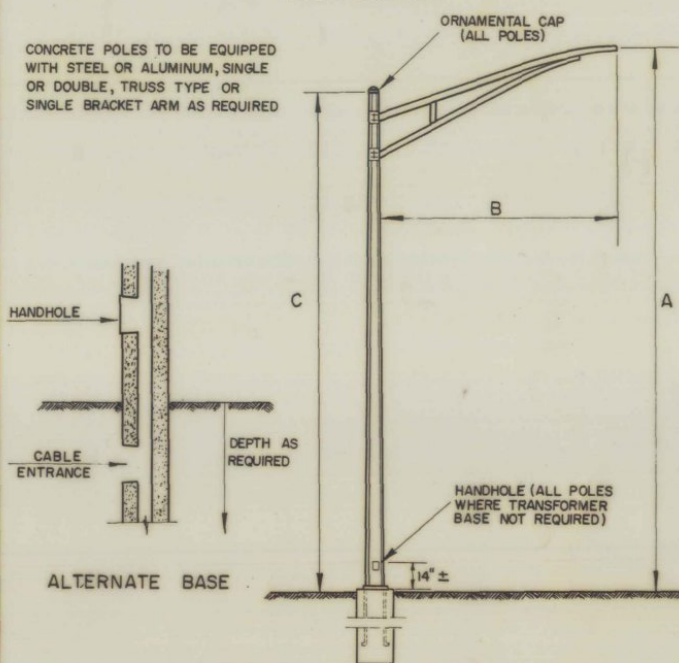 CONCRETE POLES TO BE EQUIPPED
WITH STEEL OR ALUMINUM, SINGLE
OR DOUBLE, TRUSS TYPE OR
SINGLE BRACKET ARM AS REQUIRED
ORNAMENTAL CAP
(ALL POLES)
B
C
A
HANDHOLE
CABLE
ENTRANCE
DEPTH AS
REQUIRED
HANDHOLE (ALL POLES
WHERE TRANSFORMER
BASE NOT REQUIRED)
14" ±
ALTERNATE BASE